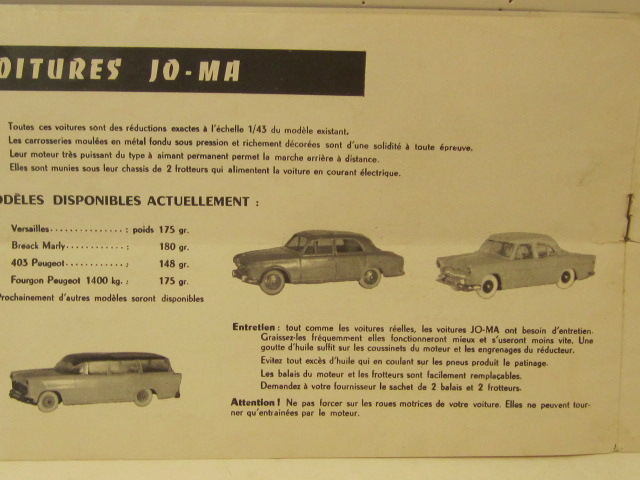 OITURES JO-MA
Toutes ces voitures sont des réductions exactes à l'échelle 1/43 du modèle existant.
Les carrosseries moulées en métal fondu sous pression et richement décorées sont d'une solidité à toute épreuve.
Leur moteur très puissant du type à aimant permanent permet la marche arrière à distance.
Elles sont munies sous leur chassis de 2 frotteurs qui alimentent la voiture en courant électrique.
ODÈLES DISPONIBLES ACTUELLEMENT :
Versailles............... : poids 175 gr.
Breack Marly........... : 180 gr.
403 Peugeot........... : 148 gr.
Fourgon Peugeot 1400 kg. : 175 gr.
Prochainement d'autres modèles seront disponibles
Entretien : tout comme les voitures réelles, les voitures JO-MA ont besoin d'entretien.
Graissez-les fréquemment elles fonctionneront mieux et s'useront moins vite. Une
goutte d'huile suffit sur les coussinets du moteur et les engrenages du réducteur.
Evitez tout excès d'huile qui en coulant sur les pneus produit le patinage.
Les balais du moteur et les frotteurs sont facilement remplaçables.
Demandez à votre fournisseur le sachet de 2 balais et 2 frotteurs.
Attention ! Ne pas forcer sur les roues motrices de votre voiture. Elles ne peuvent tour-
ner qu'entrainées par le moteur.